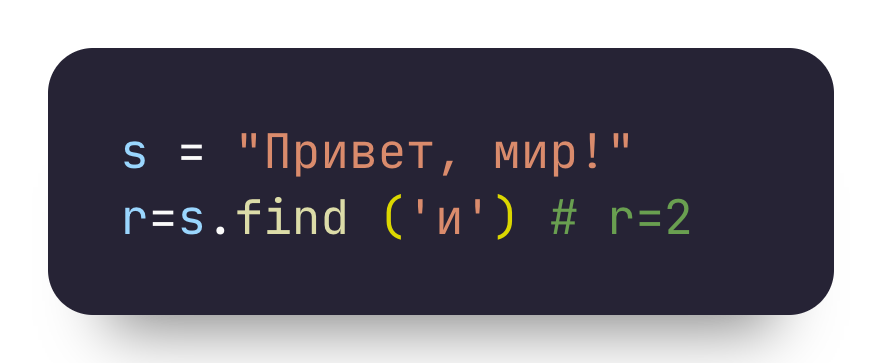 s = "Привет, мир!"
r=s.find ('и') # r=2